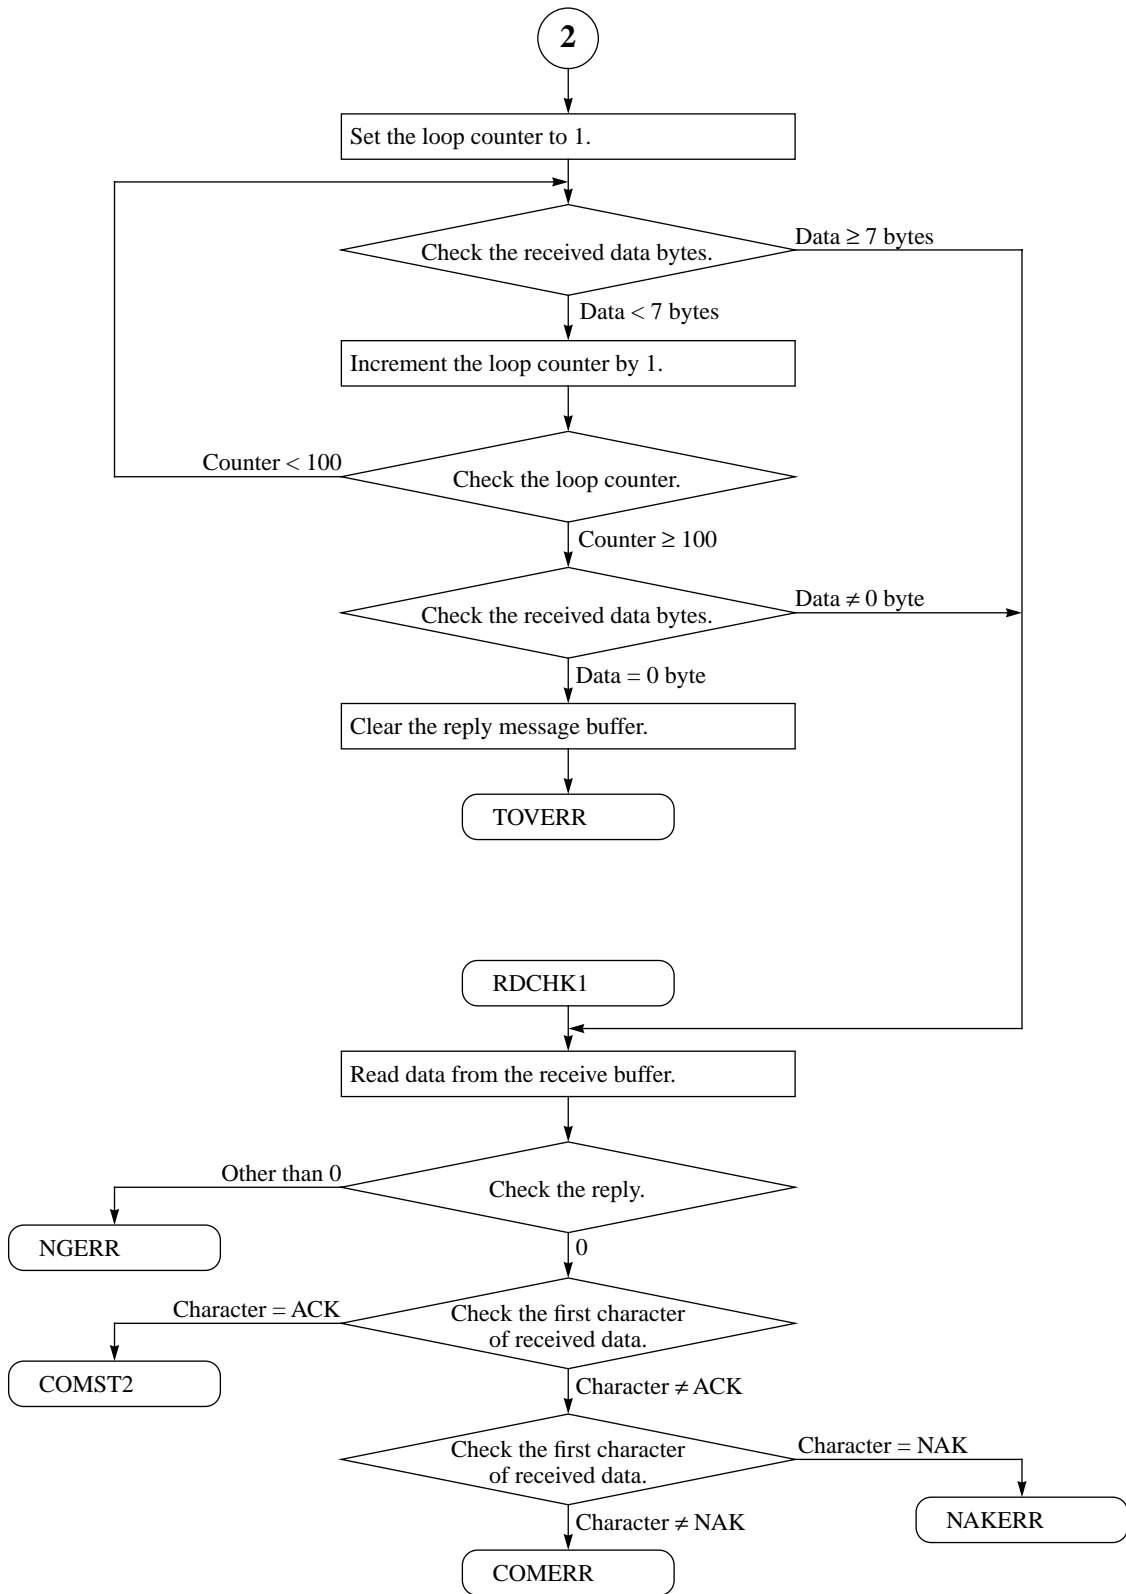 2
Set the loop counter to 1.
Check the received data bytes.
Data ≥ 7 bytes
Data < 7 bytes
Increment the loop counter by 1.
Counter < 100
Check the loop counter.
Counter ≥ 100
Check the received data bytes.
Data ≠ 0 byte
Data = 0 byte
Clear the reply message buffer.
TOVERR
RDCHK1
Read data from the receive buffer.
Other than 0
Check the reply.
NGERR
0
Character = ACK
Check the first character
of received data.
COMST2
Character ≠ ACK
Check the first character
of received data.
Character = NAK
Character ≠ NAK
NAKERR
COMERR